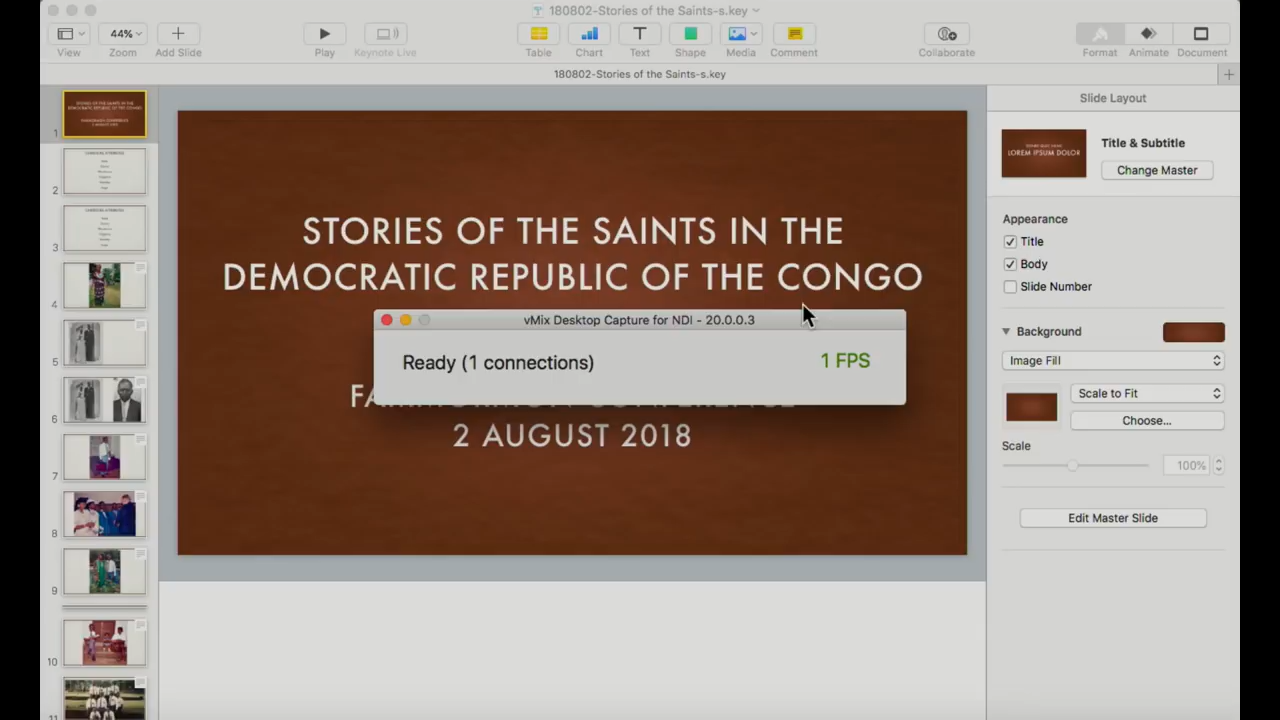 180802-Stories of the Saints-s.key
44%
View
Zoom
Add Slide
Play
Keynote Live
Table
Chart
Text
Shape
Media
Comment
Collaborate
Format
Animate
Document
180802-Stories of the Saints-s.key
1
2
3
4
5
6
7
8
9
10
11
STORIES OF THE SAINTS IN THE
DEMOCRATIC REPUBLIC OF THE CONGO
vMix Desktop Capture for NDI - 20.0.0.3
Ready (1 connections)
1 FPS
2 AUGUST 2018
Slide Layout
LOREM IPSUM DOLOR
Title & Subtitle
Change Master
Appearance
Title
Body
Slide Number
Background
Image Fill
Scale to Fit
Choose...
Scale
100%
Edit Master Slide